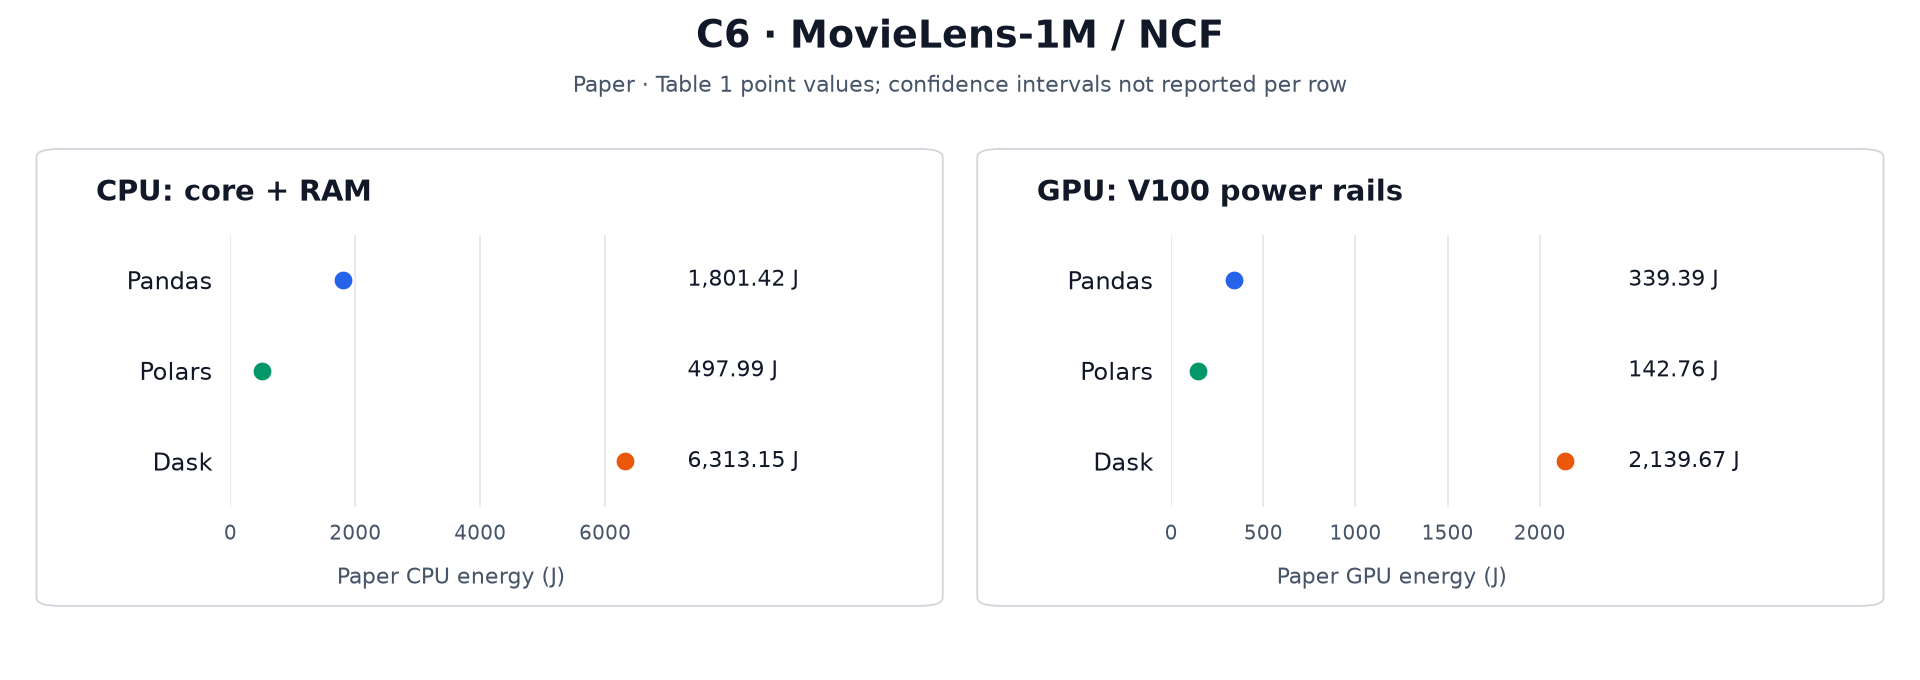 C6 · MovieLens-1M / NCF
Paper · Table 1 point values; confidence intervals not reported per row
CPU: core + RAM
Pandas 1,801.42 J
Polars 497.99 J
Dask 6,313.15 J
0 2000 4000 6000
Paper CPU energy (J)
GPU: V100 power rails
Pandas 339.39 J
Polars 142.76 J
Dask 2,139.67 J
0 500 1000 1500 2000
Paper GPU energy (J)